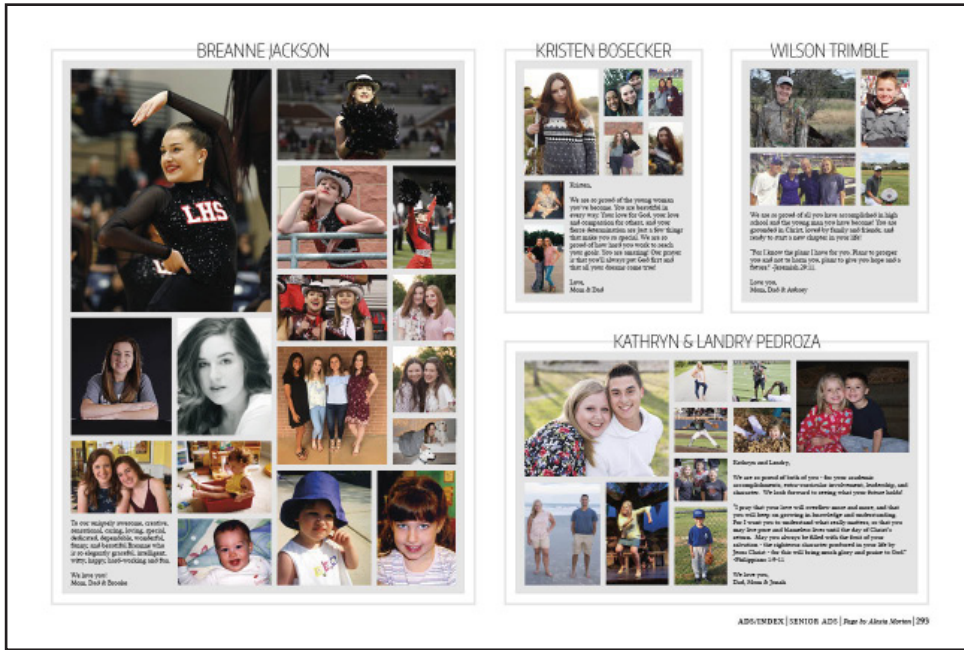 BREANNE JACKSON
LHS
To our uniquely awesome, creative,
sensational, caring, loving, special,
dedicated, dependable, wonderful,
funny, and beautiful Breanne who
is so elegantly graceful, intelligent,
witty, happy, hard-working and fun.
We love you!
Mom, Dad & Brooke
KRISTEN BOSECKER
Kristen,
We are so proud of the young woman
you've become. You are beautiful in
every way. Your love for God, your love
and compassion for others, and your
fierce determination are just a few things
that make you so special. We are so
proud of how hard you work to reach
your goals. You are amazing! Our prayer
is that you'll always put God first and
that all your dreams come true!
Love,
Mom & Dad
WILSON TRIMBLE
We are so proud of all you have accomplished in high
school and the young man you have become! You are
grounded in Christ, loved by family and friends, and
ready to start a new chapter in your life!
"For I know the plans I have for you. Plans to prosper
you and not to harm you, plans to give you hope and a
future." -Jeremiah 29:11
Love you,
Mom, Dad &
KATHRYN & LANDRY PEDROZA
Kathryn and Landry,
We are so proud of both of you - for your academic
accomplishments, extra-curricular involvement, leadership, and
character. We look forward to seeing what your future holds!
"I pray that your love will overflow more and more, and that
you will keep on growing in knowledge and understanding.
For I want you to understand what really matters, so that you
may live pure and blameless lives until the day of Christ's
return. May you always be filled with the fruit of your
salvation - the righteous character produced in your life by
Jesus Christ - for this will bring much glory and praise to God."
-Philippians 1:9-11
We love you,
Dad, Mom & Jonah
ADS/INDEX | SENIOR ADS | Page by Alexia Morton | 293